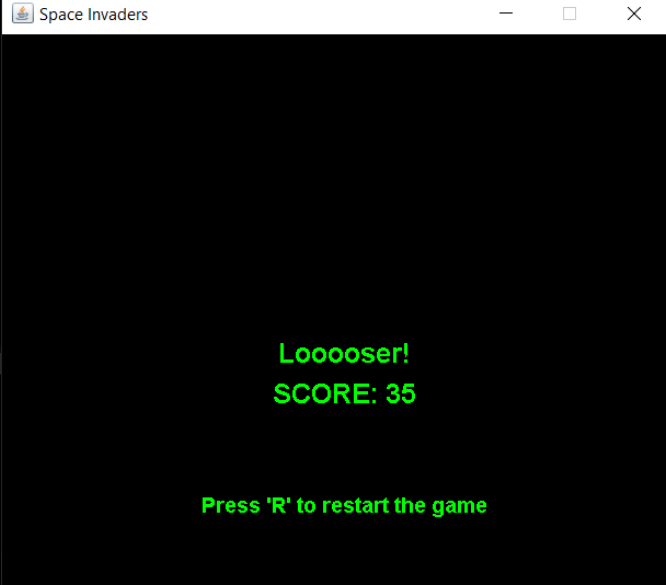 Space Invaders
Looooser!
SCORE: 35
Press 'R' to restart the game